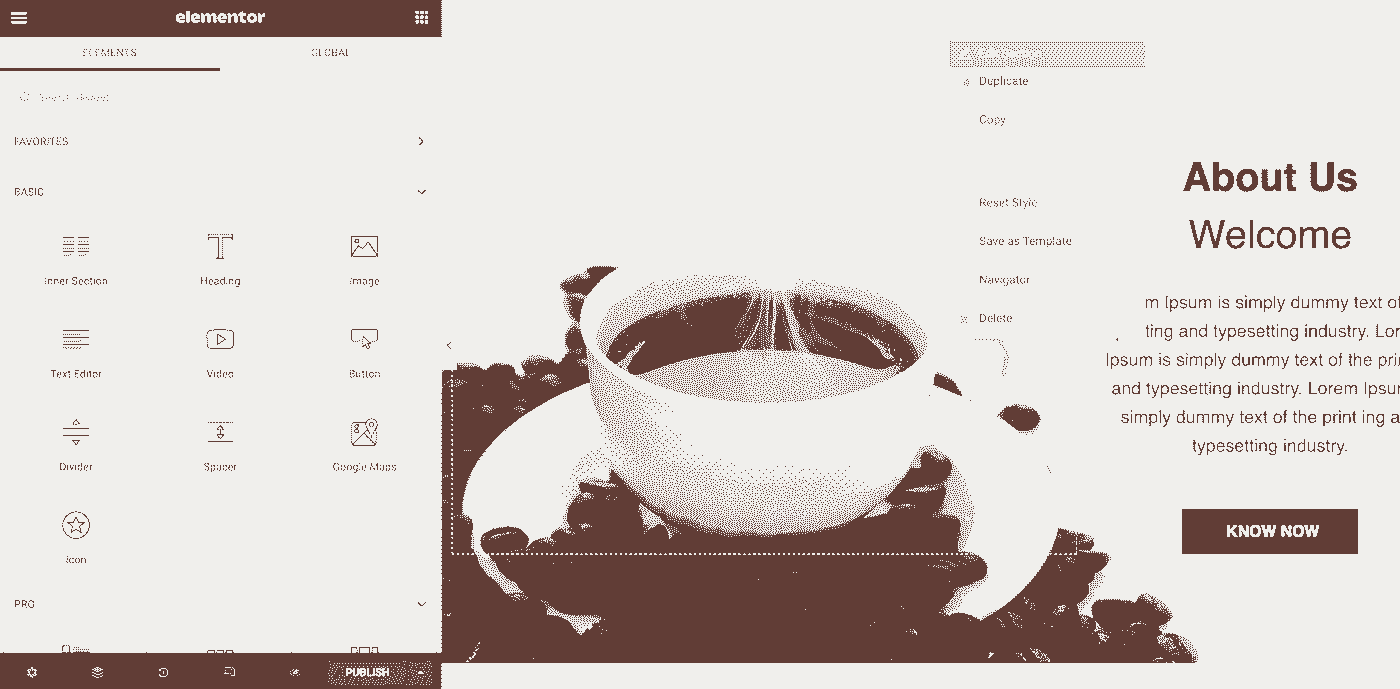 elementor
ELEMENTS
GLOBAL
FAVORITES
BASIC
Inner Section
Heading
Image
Text Editor
Video
Button
Divider
Spacer
Google Maps
Icon
PRO
PUBLISH
Duplicate
Copy
Reset Style
Save as Template
Navigator
Delete
About Us
Welcome
m Ipsum is simply dummy text of
ting and typesetting industry. Lor
Ipsum is simply dummy text of the pri
and typesetting industry. Lorem Ipsu
simply dummy text of the print ing a
typesetting industry.
KNOW NOW